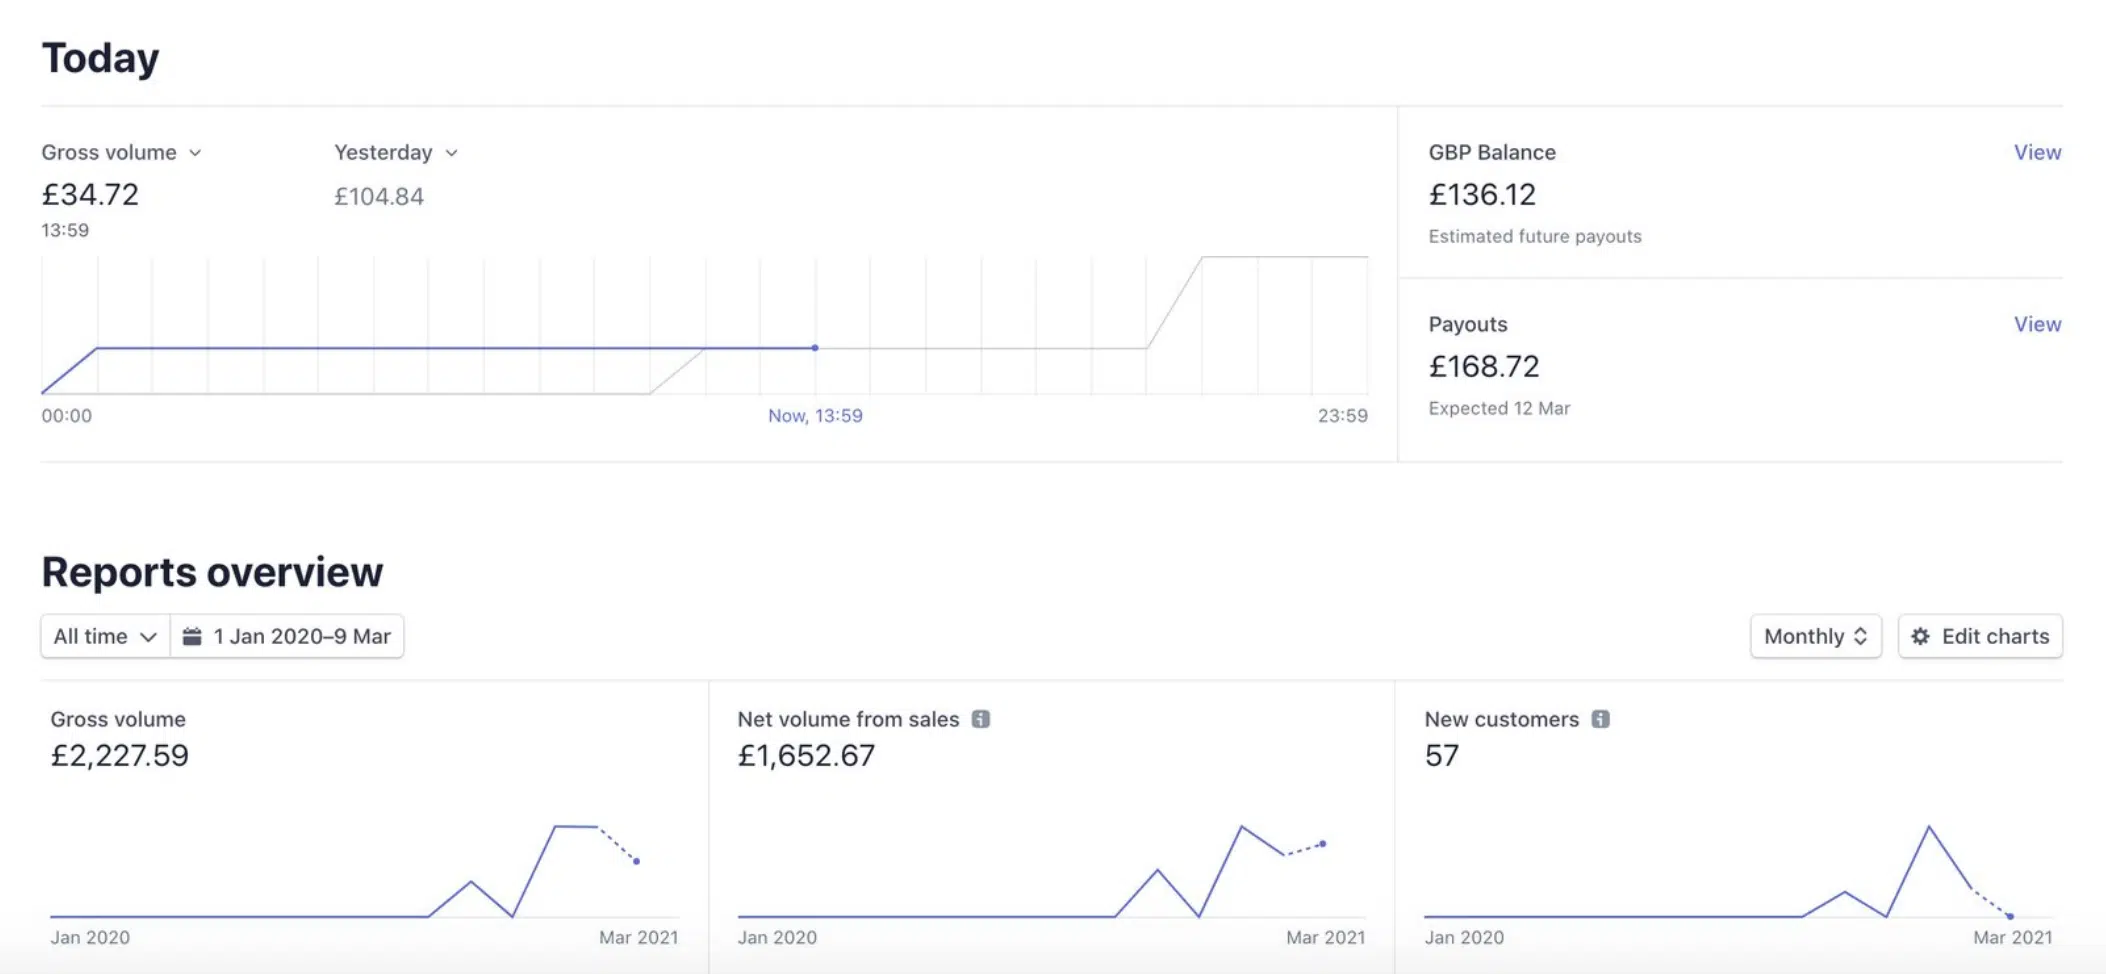 Today
Gross volume
£34.72
13:59
Yesterday
£104.84
00:00
Now, 13:59
23:59
GBP Balance
View
£136.12
Estimated future payouts
Payouts
View
£168.72
Expected 12 Mar
Reports overview
All time
1 Jan 2020–9 Mar
Monthly
Edit charts
Gross volume
£2,227.59
Jan 2020
Mar 2021
Net volume from sales
£1,652.67
Jan 2020
Mar 2021
New customers
57
Jan 2020
Mar 2021